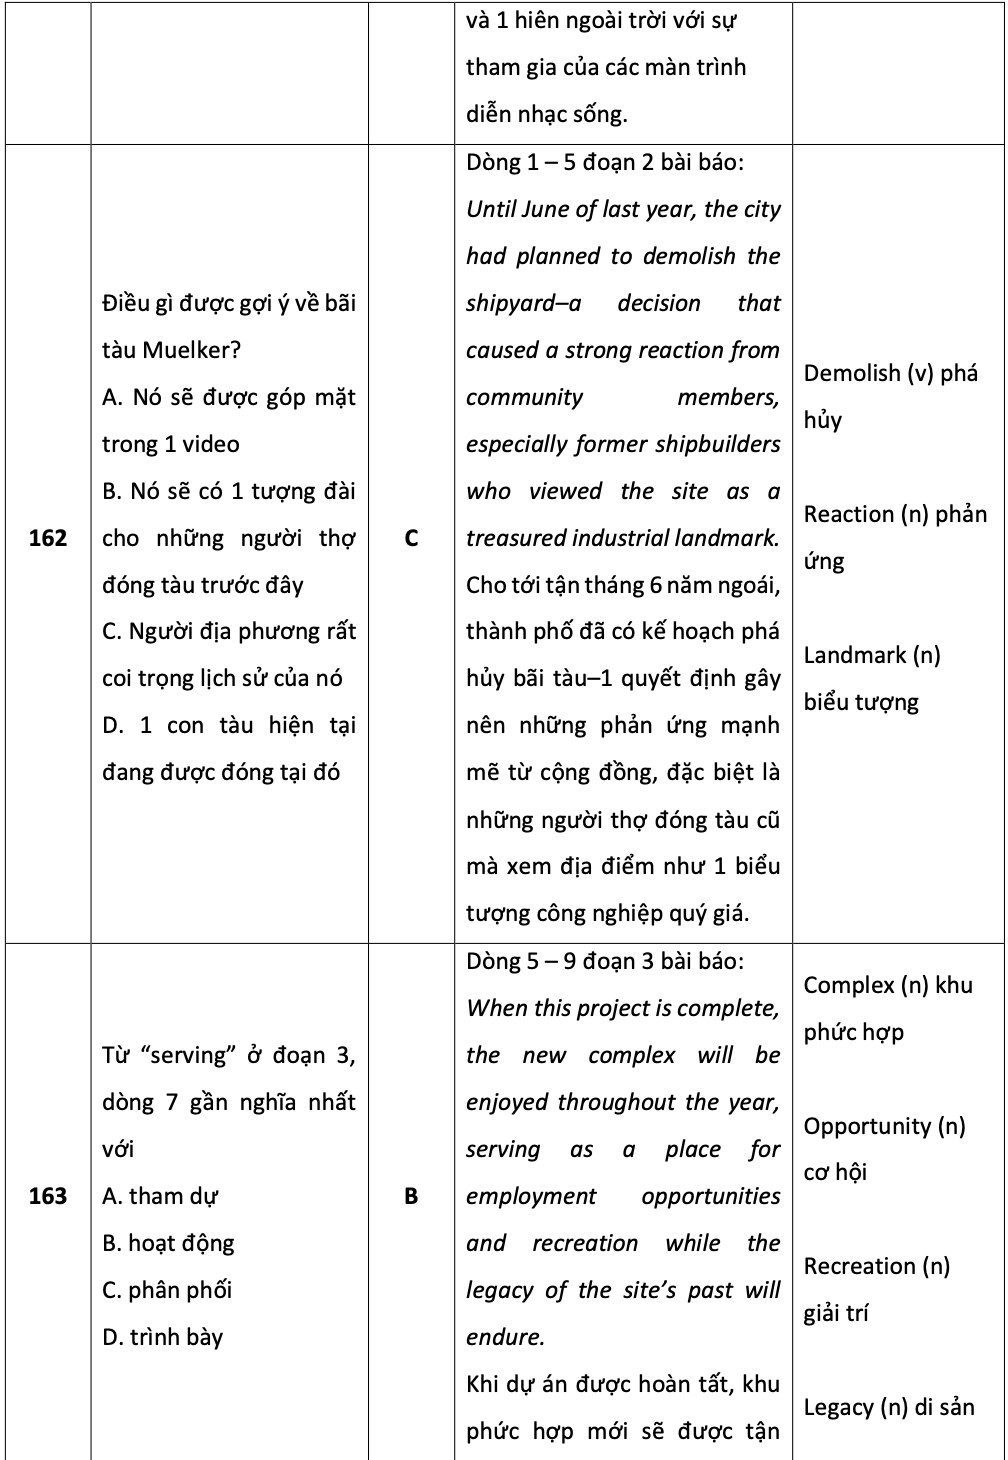 và 1 hiên ngoài trời với sự
tham gia của các màn trình
diễn nhạc sống.
162
Điều gì được gợi ý về bãi
tàu Muelker?
A. Nó sẽ được góp mặt
trong 1 video
B. Nó sẽ có 1 tượng đài
cho những người thợ
đóng tàu trước đây
C. Người địa phương rất
coi trọng lịch sử của nó
D. 1 con tàu hiện tại
đang được đóng tại đó
C
Dòng 1 – 5 đoạn 2 bài báo:
Until June of last year, the city
had planned to demolish the
shipyard–a decision that
caused a strong reaction from
community members,
especially former shipbuilders
who viewed the site as a
treasured industrial landmark.
Cho tới tận tháng 6 năm ngoái,
thành phố đã có kế hoạch phá
hủy bãi tàu–1 quyết định gây
nên những phản ứng mạnh
mẽ từ cộng đồng, đặc biệt là
những người thợ đóng tàu cũ
mà xem địa điểm như 1 biểu
tượng công nghiệp quý giá.
Demolish (v) phá
hủy
Reaction (n) phản
ứng
Landmark (n)
biểu tượng
163
Từ “serving” ở đoạn 3,
dòng 7 gần nghĩa nhất
với
A. tham dự
B. hoạt động
C. phân phối
D. trình bày
B
Dòng 5 – 9 đoạn 3 bài báo:
When this project is complete,
the new complex will be
enjoyed throughout the year,
serving as a place for
employment opportunities
and recreation while the
legacy of the site’s past will
endure.
Khi dự án được hoàn tất, khu
phức hợp mới sẽ được tận
Complex (n) khu
phức hợp
Opportunity (n)
cơ hội
Recreation (n)
giải trí
Legacy (n) di sản